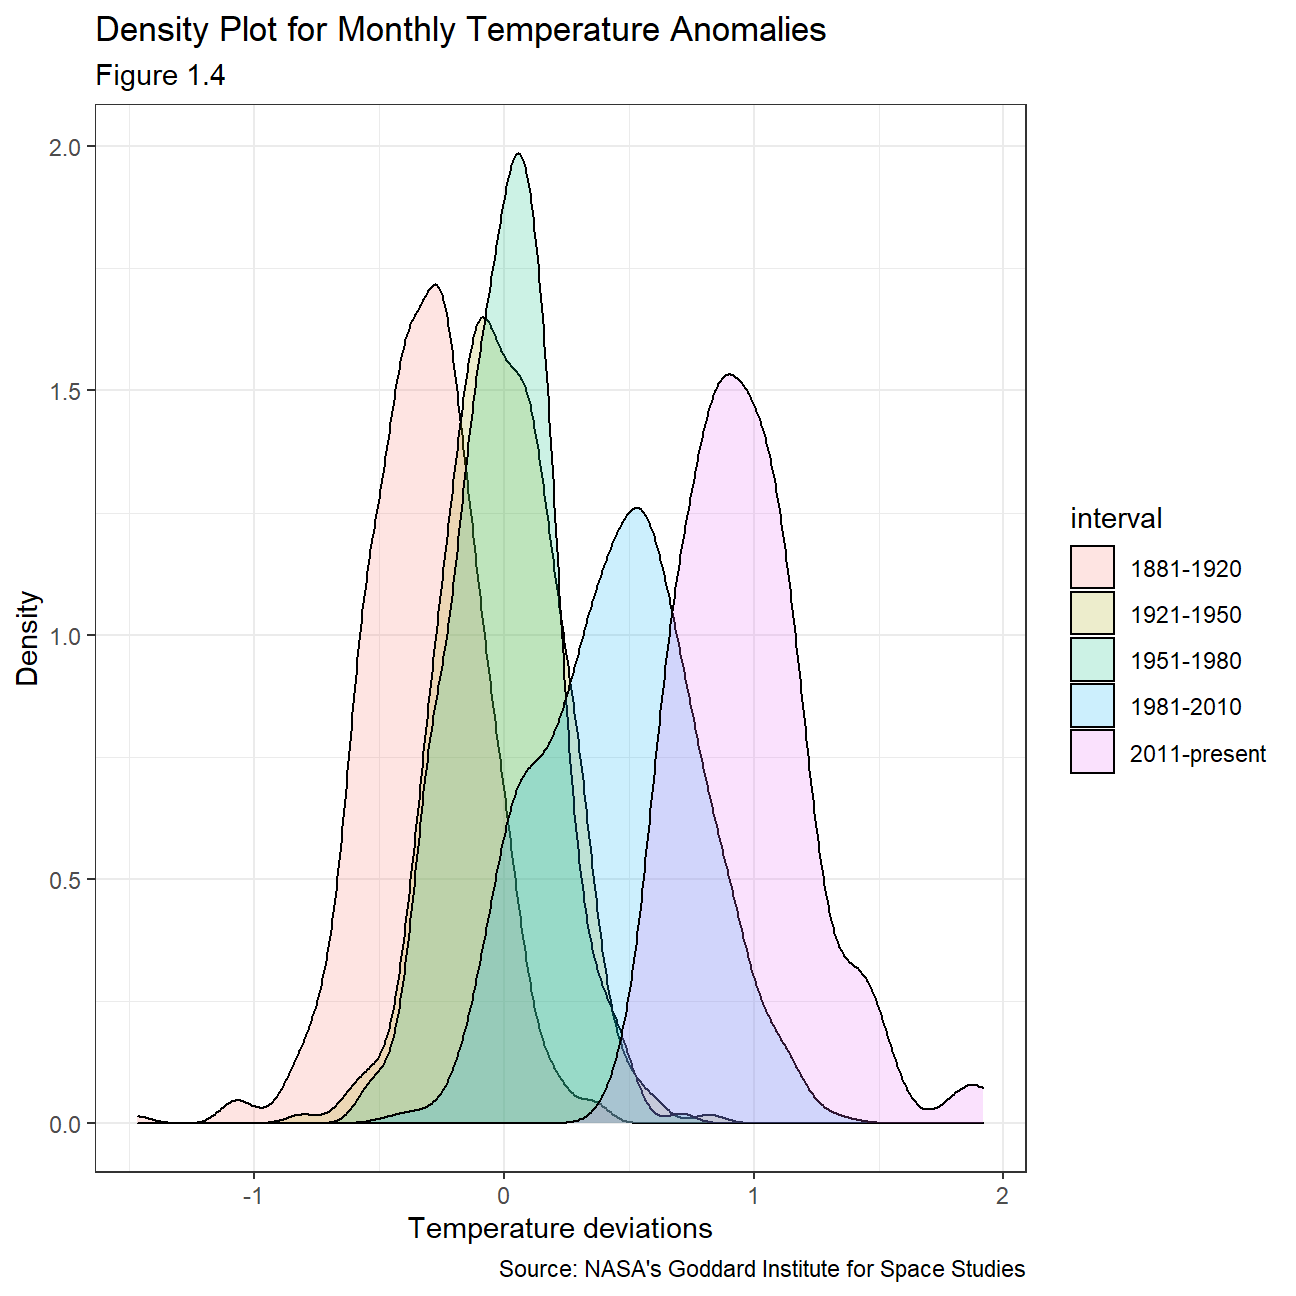 Density Plot for Monthly Temperature Anomalies
Figure 1.4
2.0
1.5
1.0
0.5
0.0
Density
-1
0
1
2
Temperature deviations
Source: NASA's Goddard Institute for Space Studies
interval
1881-1920
1921-1950
1951-1980
1981-2010
2011-present